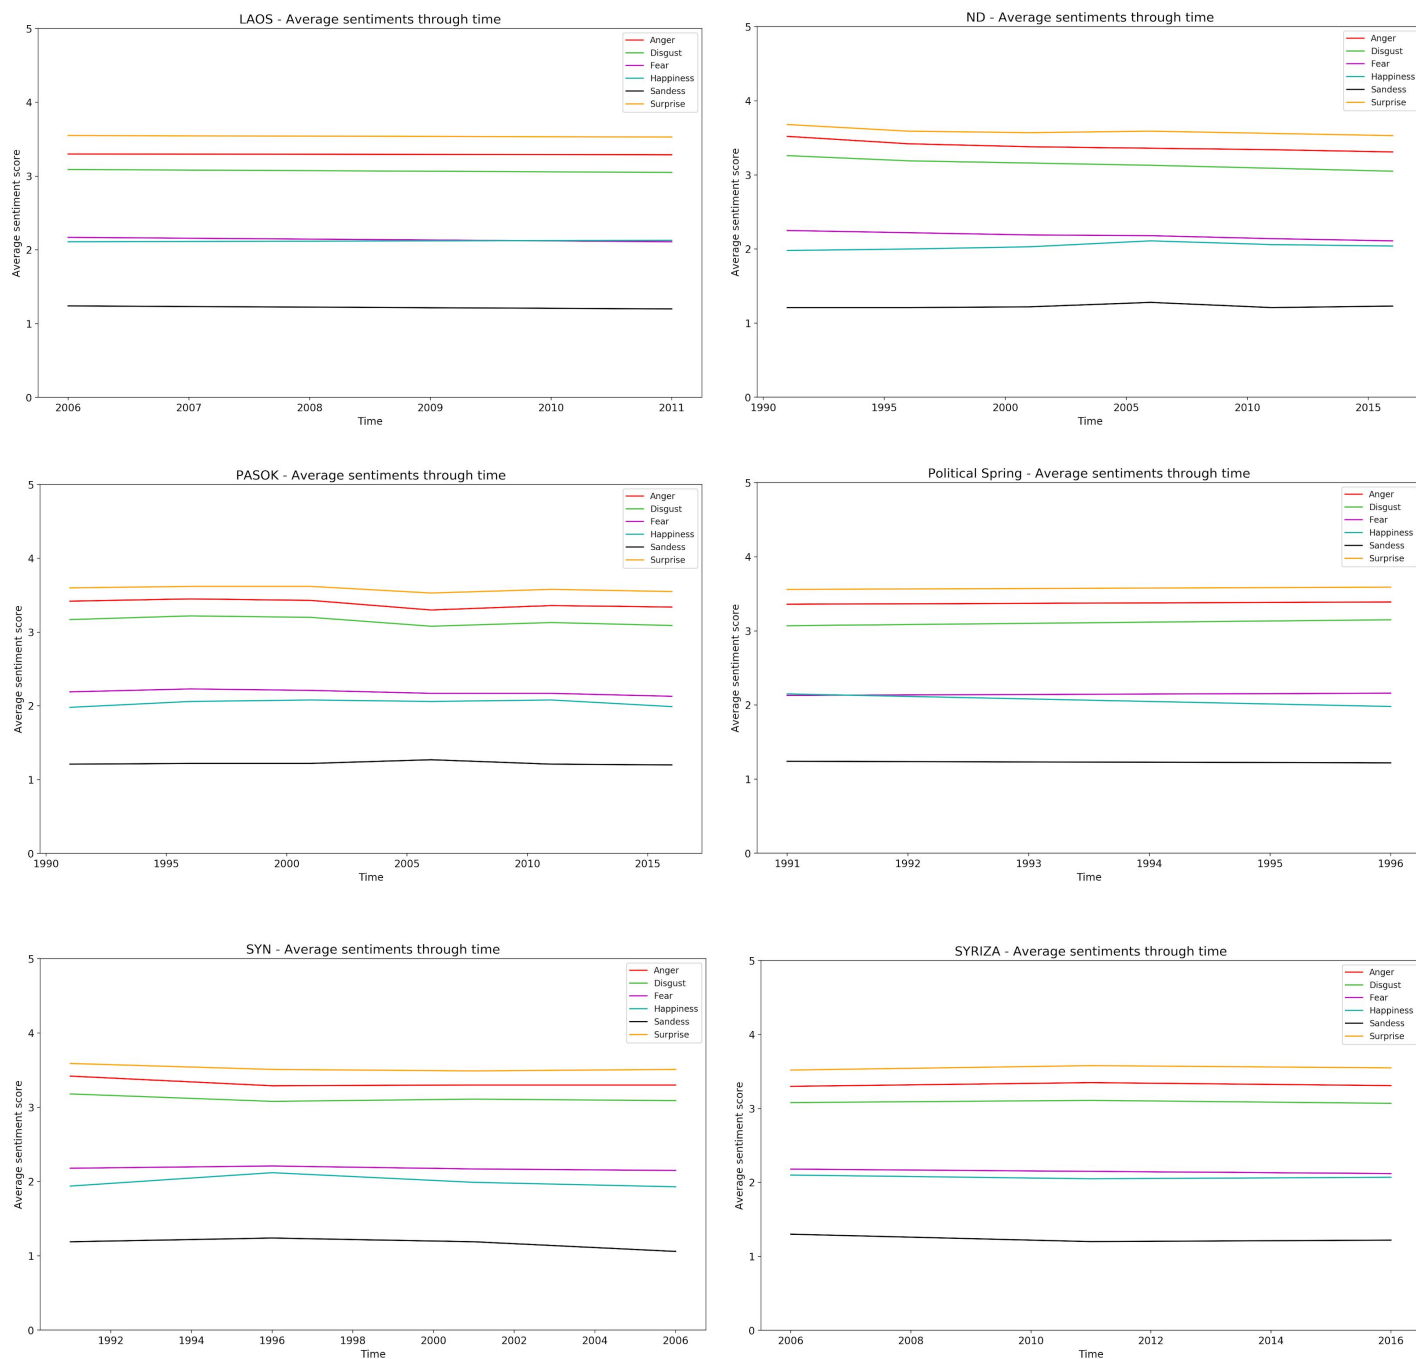 LAOS - Average sentiments through time
5
4
3
2
1
0
Average sentiment score
Anger
Disgust
Fear
Happiness
Sandess
Surprise
2006 2007 2008 2009 2010 2011
Time
ND - Average sentiments through time
5
4
3
2
1
0
Average sentiment score
Anger
Disgust
Fear
Happiness
Sandess
Surprise
1990 1995 2000 2005 2010 2015
Time
PASOK - Average sentiments through time
5
4
3
2
1
0
Average sentiment score
Anger
Disgust
Fear
Happiness
Sandess
Surprise
1990 1995 2000 2005 2010 2015
Time
Political Spring - Average sentiments through time
5
4
3
2
1
0
Average sentiment score
Anger
Disgust
Fear
Happiness
Sandess
Surprise
1991 1992 1993 1994 1995 1996
Time
SYN - Average sentiments through time
5
4
3
2
1
0
Average sentiment score
Anger
Disgust
Fear
Happiness
Sandess
Surprise
1992 1994 1996 1998 2000 2002 2004 2006
Time
SYRIZA - Average sentiments through time
5
4
3
2
1
0
Average sentiment score
Anger
Disgust
Fear
Happiness
Sandess
Surprise
2006 2008 2010 2012 2014 2016
Time